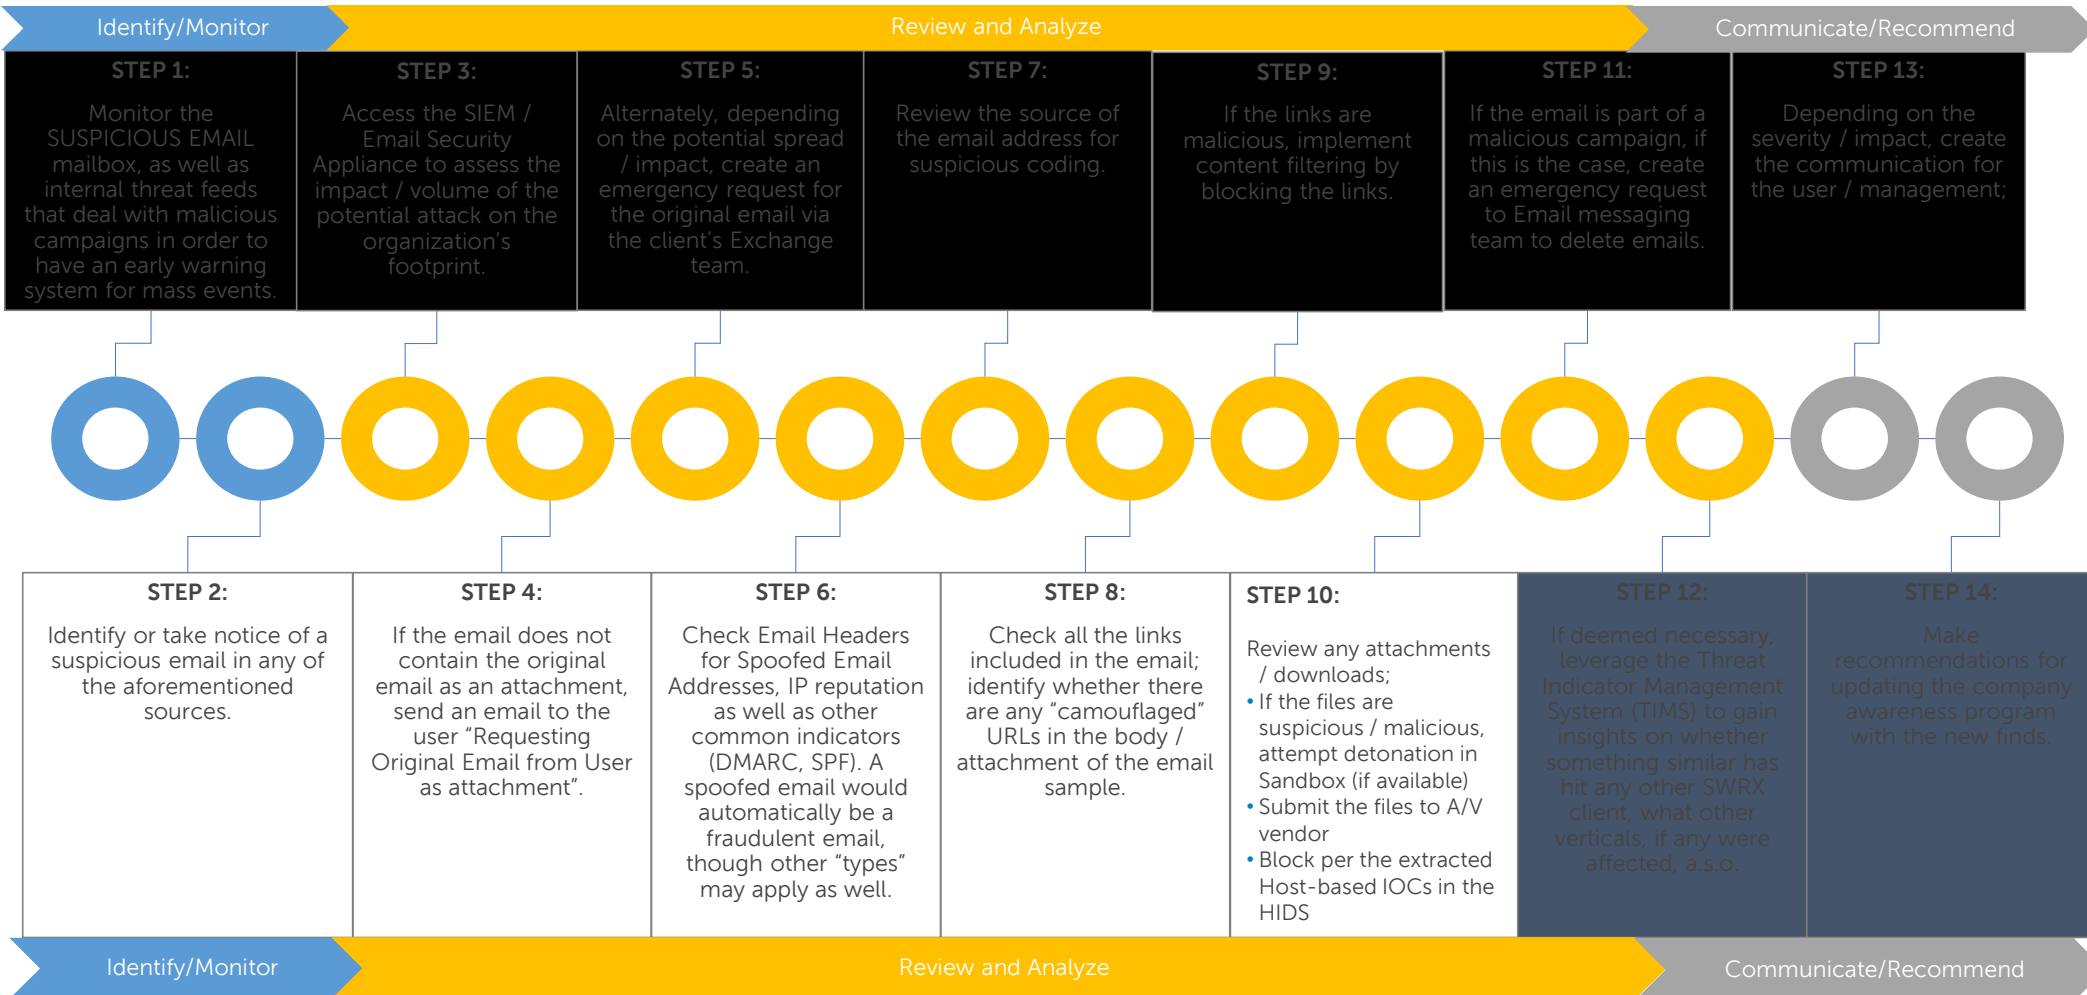 Identify/Monitor
Review and Analyze
Communicate/Recommend
STEP 1:
Monitor the
SUSPICIOUS EMAIL
mailbox, as well as
internal threat feeds
that deal with malicious
campaigns in order to
have an early warning
system for mass events.
STEP 3:
Access the SIEM /
Email Security
Appliance to assess the
impact / volume of the
potential attack on the
organization’s
footprint.
STEP 5:
Alternately, depending
on the potential spread
/ impact, create an
emergency request for
the original email via
the client’s Exchange
team.
STEP 7:
Review the source of
the email address for
suspicious coding.
STEP 9:
If the links are
malicious, implement
content filtering by
blocking the links.
STEP 11:
If the email is part of a
malicious campaign, if
this is the case, create
an emergency request
to Email messaging
team to delete emails.
STEP 13:
Depending on the
severity / impact, create
the communication for
the user / management;
STEP 2:
Identify or take notice of a
suspicious email in any of
the aforementioned
sources.
STEP 4:
If the email does not
contain the original
email as an attachment,
send an email to the
user “Requesting
Original Email from User
as attachment”.
STEP 6:
Check Email Headers
for Spoofed Email
Addresses, IP reputation
as well as other
common indicators
(DMARC, SPF). A
spoofed email would
automatically be a
fraudulent email,
though other “types”
may apply as well.
STEP 8:
Check all the links
included in the email;
identify whether there
are any “camouflaged”
URLs in the body /
attachment of the email
sample.
STEP 10:
Review any attachments
/ downloads;
• If the files are
suspicious / malicious,
attempt detonation in
Sandbox (if available)
• Submit the files to A/V
vendor
• Block per the extracted
Host-based IOCs in the
HIDS
STEP 12:
If deemed necessary,
leverage the Threat
Indicator Management
System (TIMS) to gain
insights on whether
something similar has
hit any other SWRX
client, what other
verticals, if any were
affected, a.s.o.
STEP 14:
Make
recommendations for
updating the company
awareness program
with the new finds.
Identify/Monitor
Review and Analyze
Communicate/Recommend